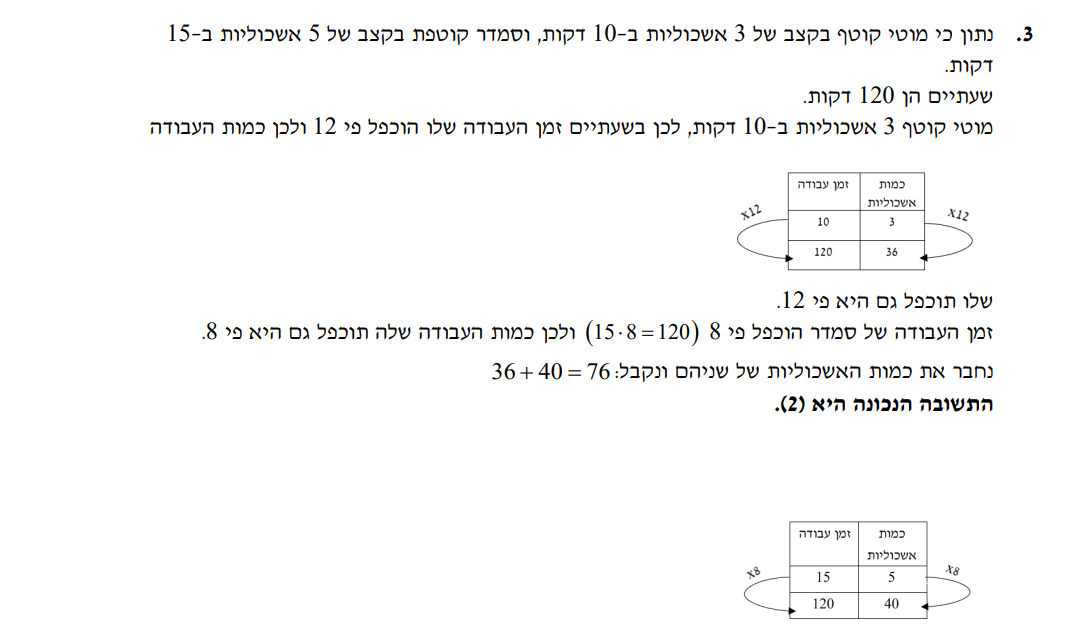 3. נתון כי מוטי קוטף בקצב של 3 אשכוליות ב-10 דקות, וסמדר קוטפת בקצב של 5 אשכוליות ב-15
דקות.
שעתיים הן 120 דקות.
מוטי קוטף 3 אשכוליות ב-10 דקות, לכן בשעתיים זמן העבודה שלו הוכפל פי 12 ולכן כמות העבודה
כמות אשכוליות זמן עבודה
X12 3 10 X12
36 120
שלו תוכפל גם היא פי 12.
זמן העבודה של סמדר הוכפל פי 8 (15·8=120) ולכן כמות העבודה שלה תוכפל גם היא פי 8.
נחבר את כמות האשכוליות של שניהם ונקבל: 36+40=76
התשובה הנכונה היא (2).
כמות אשכוליות זמן עבודה
X8 5 15 X8
40 120